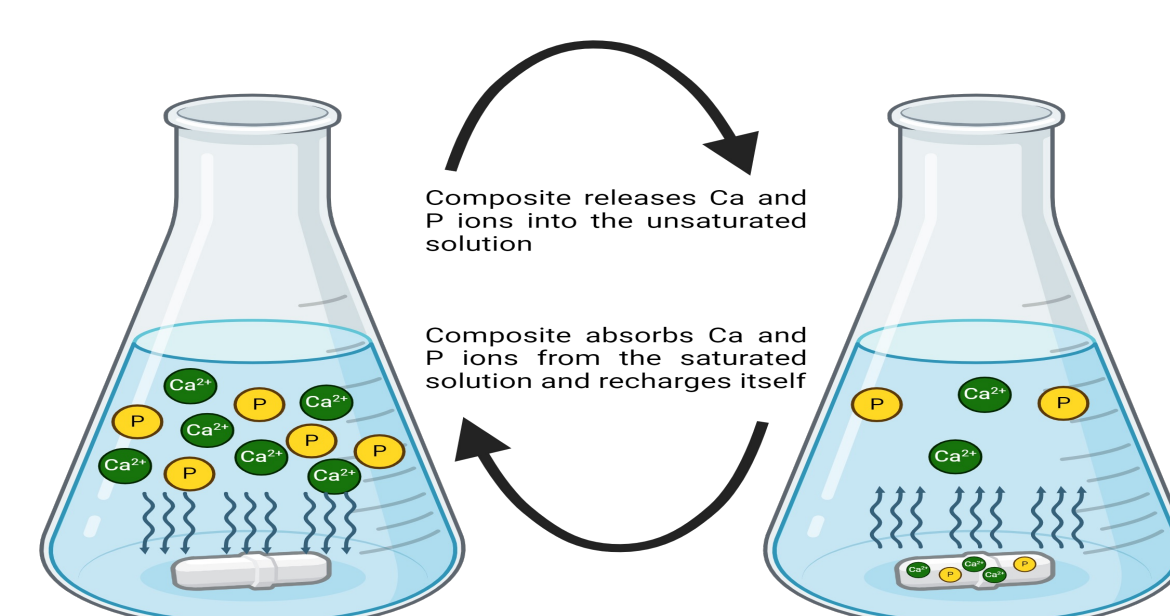 Composite releases Ca and
P ions into the unsaturated
solution
Composite absorbs Ca and
P ions from the saturated
solution and recharges itself
Ca²⁺
P
Ca²⁺
P
Ca²⁺
P
P
Ca²⁺
Ca²⁺
P
Ca²⁺
P
Ca²⁺
P
Ca²⁺
Ca²⁺
P
Ca²⁺
Ca²⁺
P